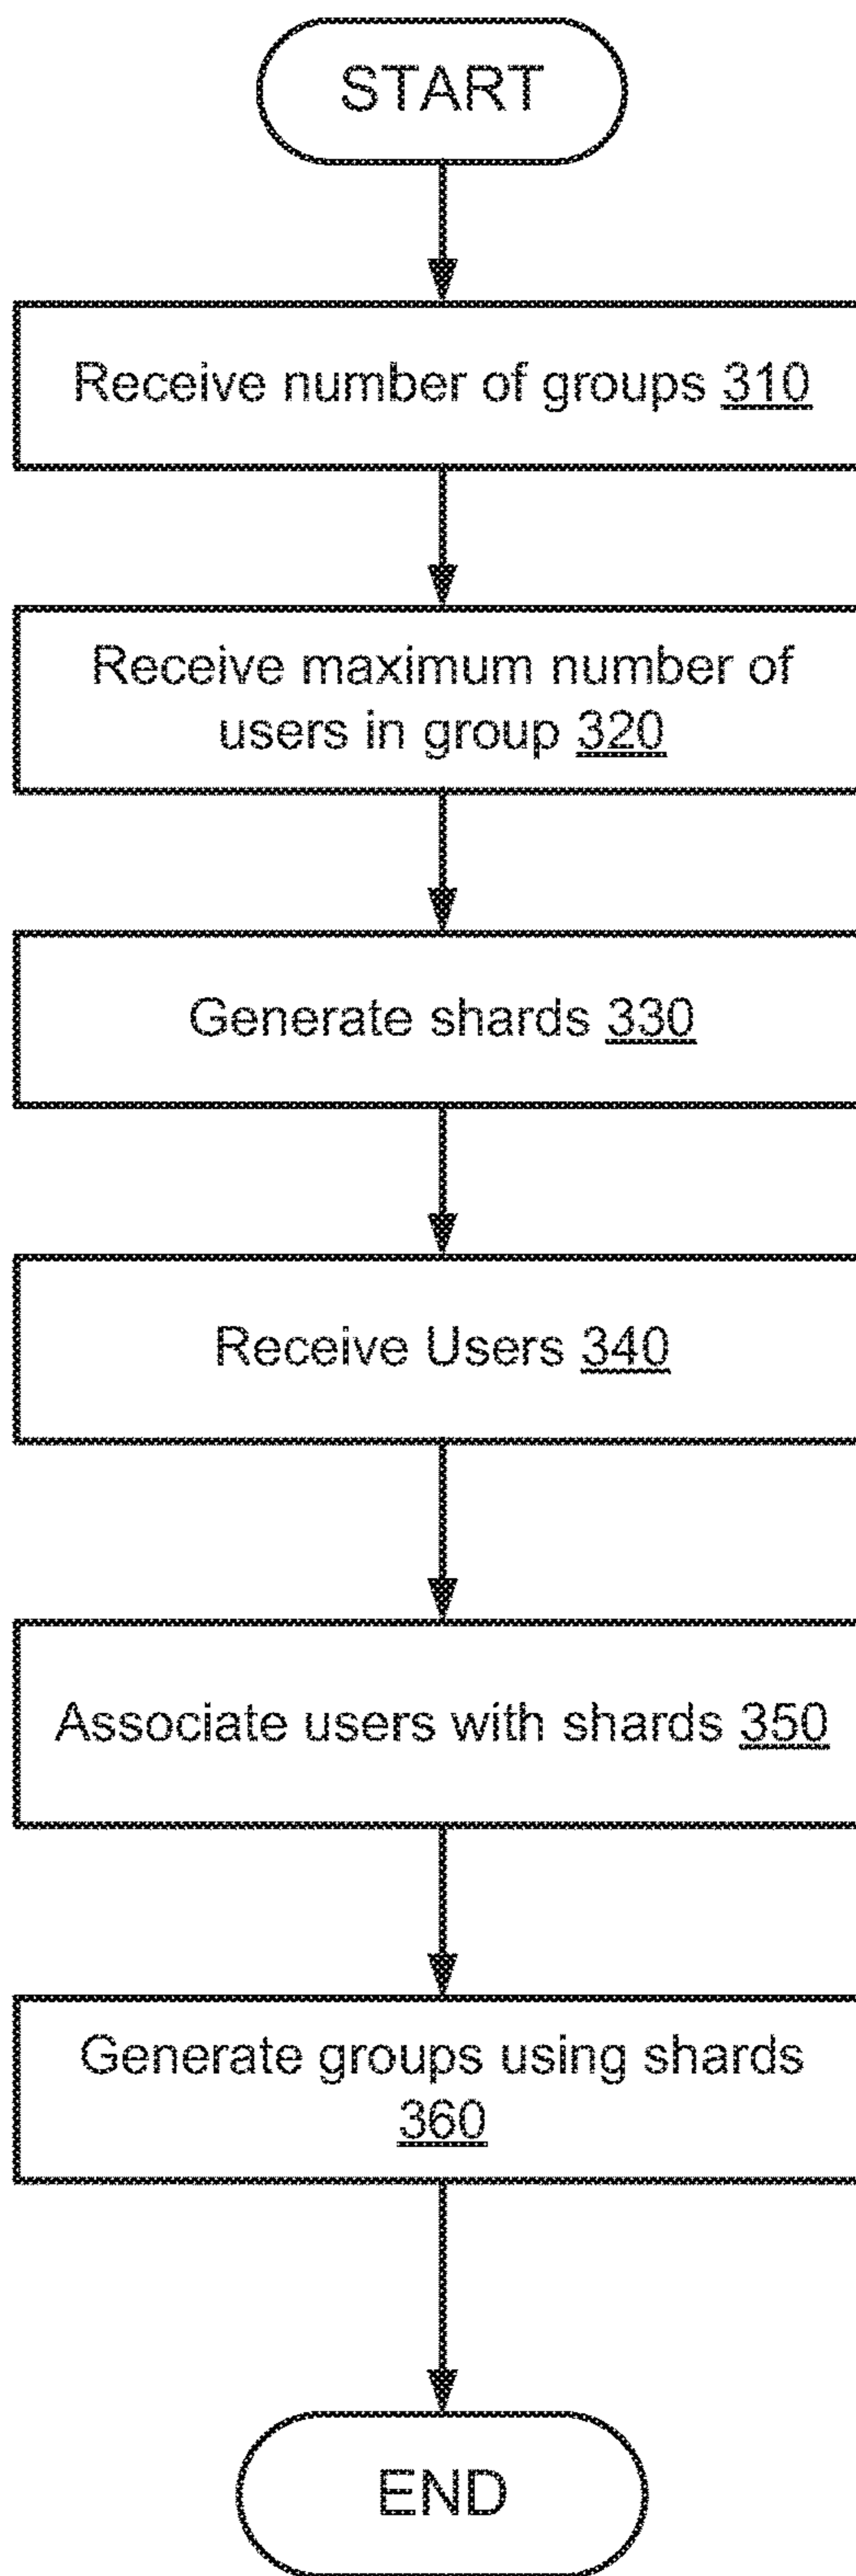 START
Receive number of groups 310
Receive maximum number of
users in group 320
Generate shards 330
Receive Users 340
Associate users with shards 350
Generate groups using shards
360
END